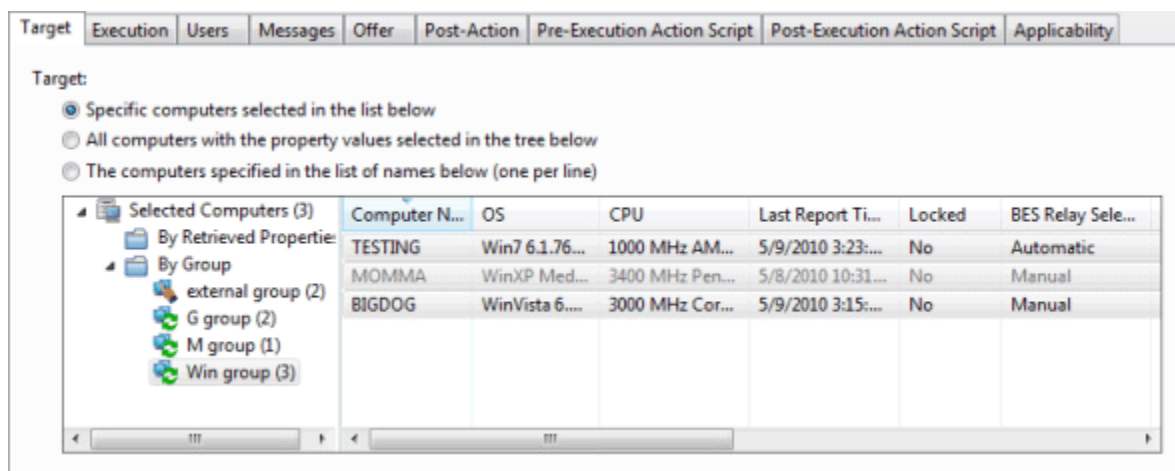 Target Execution Users Messages Offer Post-Action Pre-Execution Action Script Post-Execution Action Script Applicability
Target:
Specific computers selected in the list below
All computers with the property values selected in the tree below
The computers specified in the list of names below (one per line)
Selected Computers (3)
By Retrieved Propertie
By Group
external group (2)
G group (2)
M group (1)
Win group (3)
Computer N... OS CPU Last Report Ti... Locked BES Relay Sele...
TESTING Win7 6.1.76... 1000 MHz AM... 5/9/2010 3:23:... No Automatic
MOMMA WinXP Med... 3400 MHz Pen... 5/8/2010 10:31... No Manual
BIGDOG WinVista 6.... 3000 MHz Cor... 5/9/2010 3:15:... No Manual